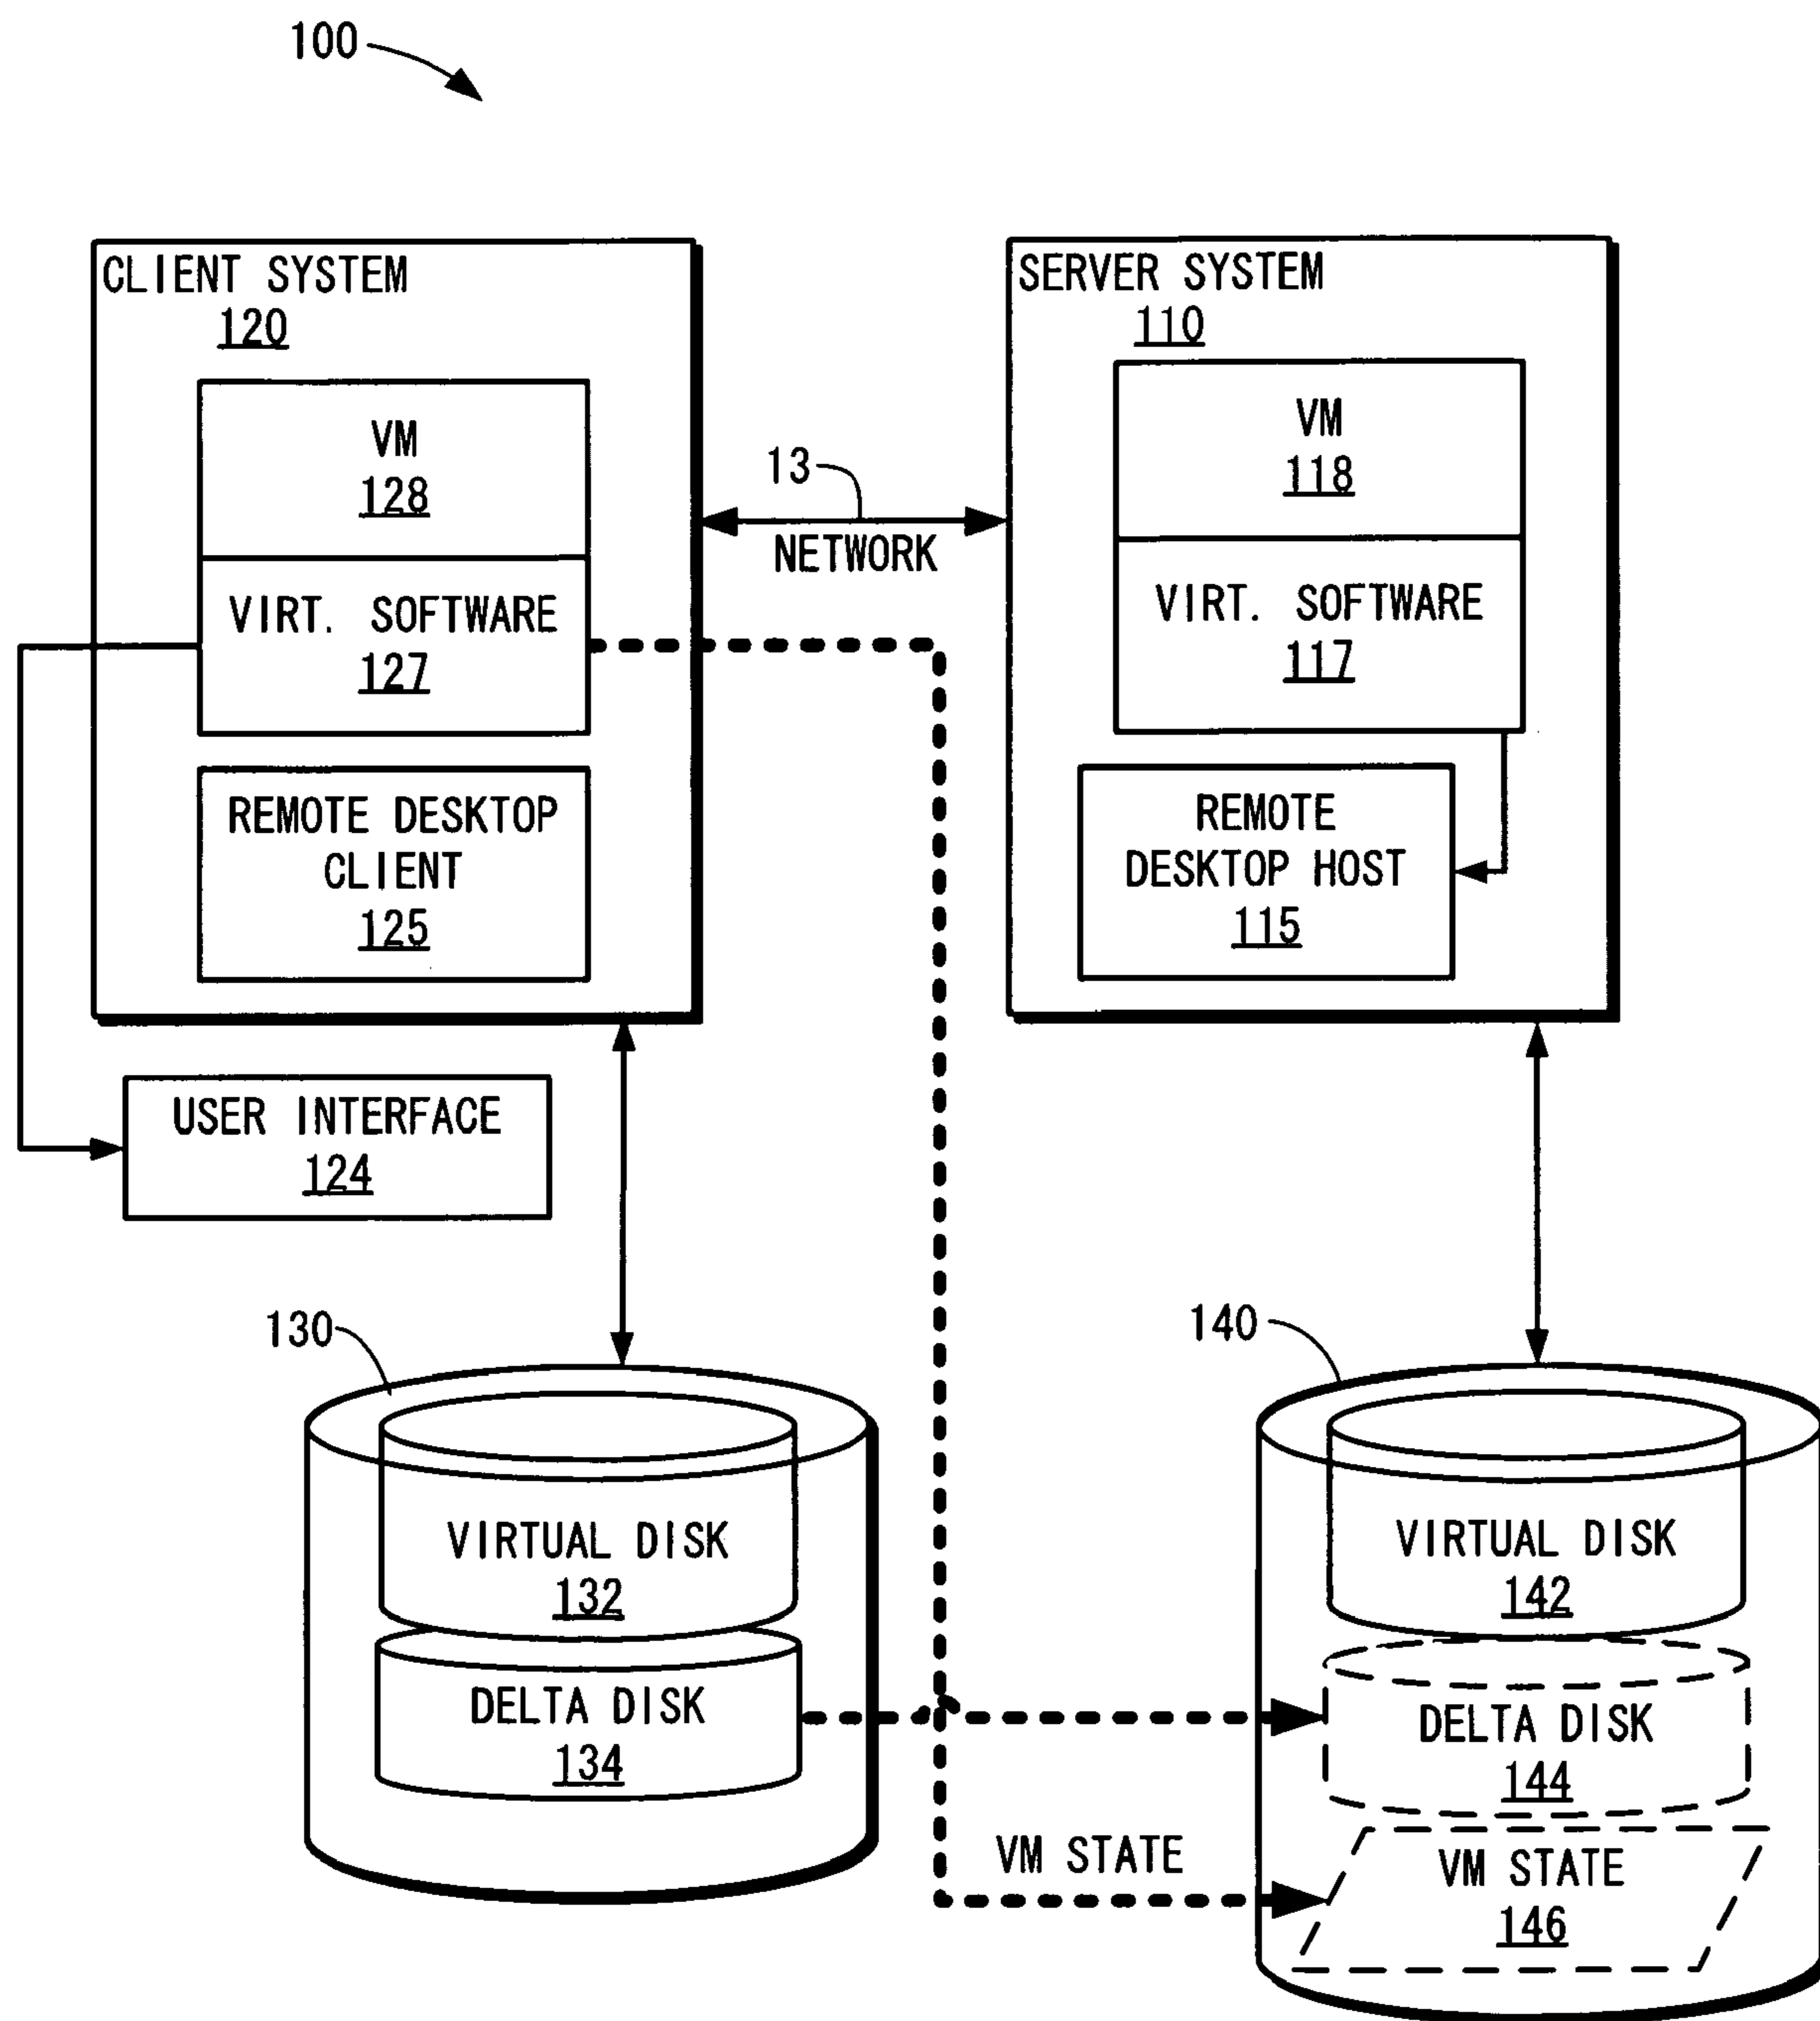 100
CLIENT SYSTEM
120
VM
128
VIRT. SOFTWARE
127
REMOTE DESKTOP
CLIENT
125
13
NETWORK
SERVER SYSTEM
110
VM
118
VIRT. SOFTWARE
117
REMOTE
DESKTOP HOST
115
USER INTERFACE
124
130
VIRTUAL DISK
132
DELTA DISK
134
VM STATE
140
VIRTUAL DISK
142
DELTA DISK
144
VM STATE
146